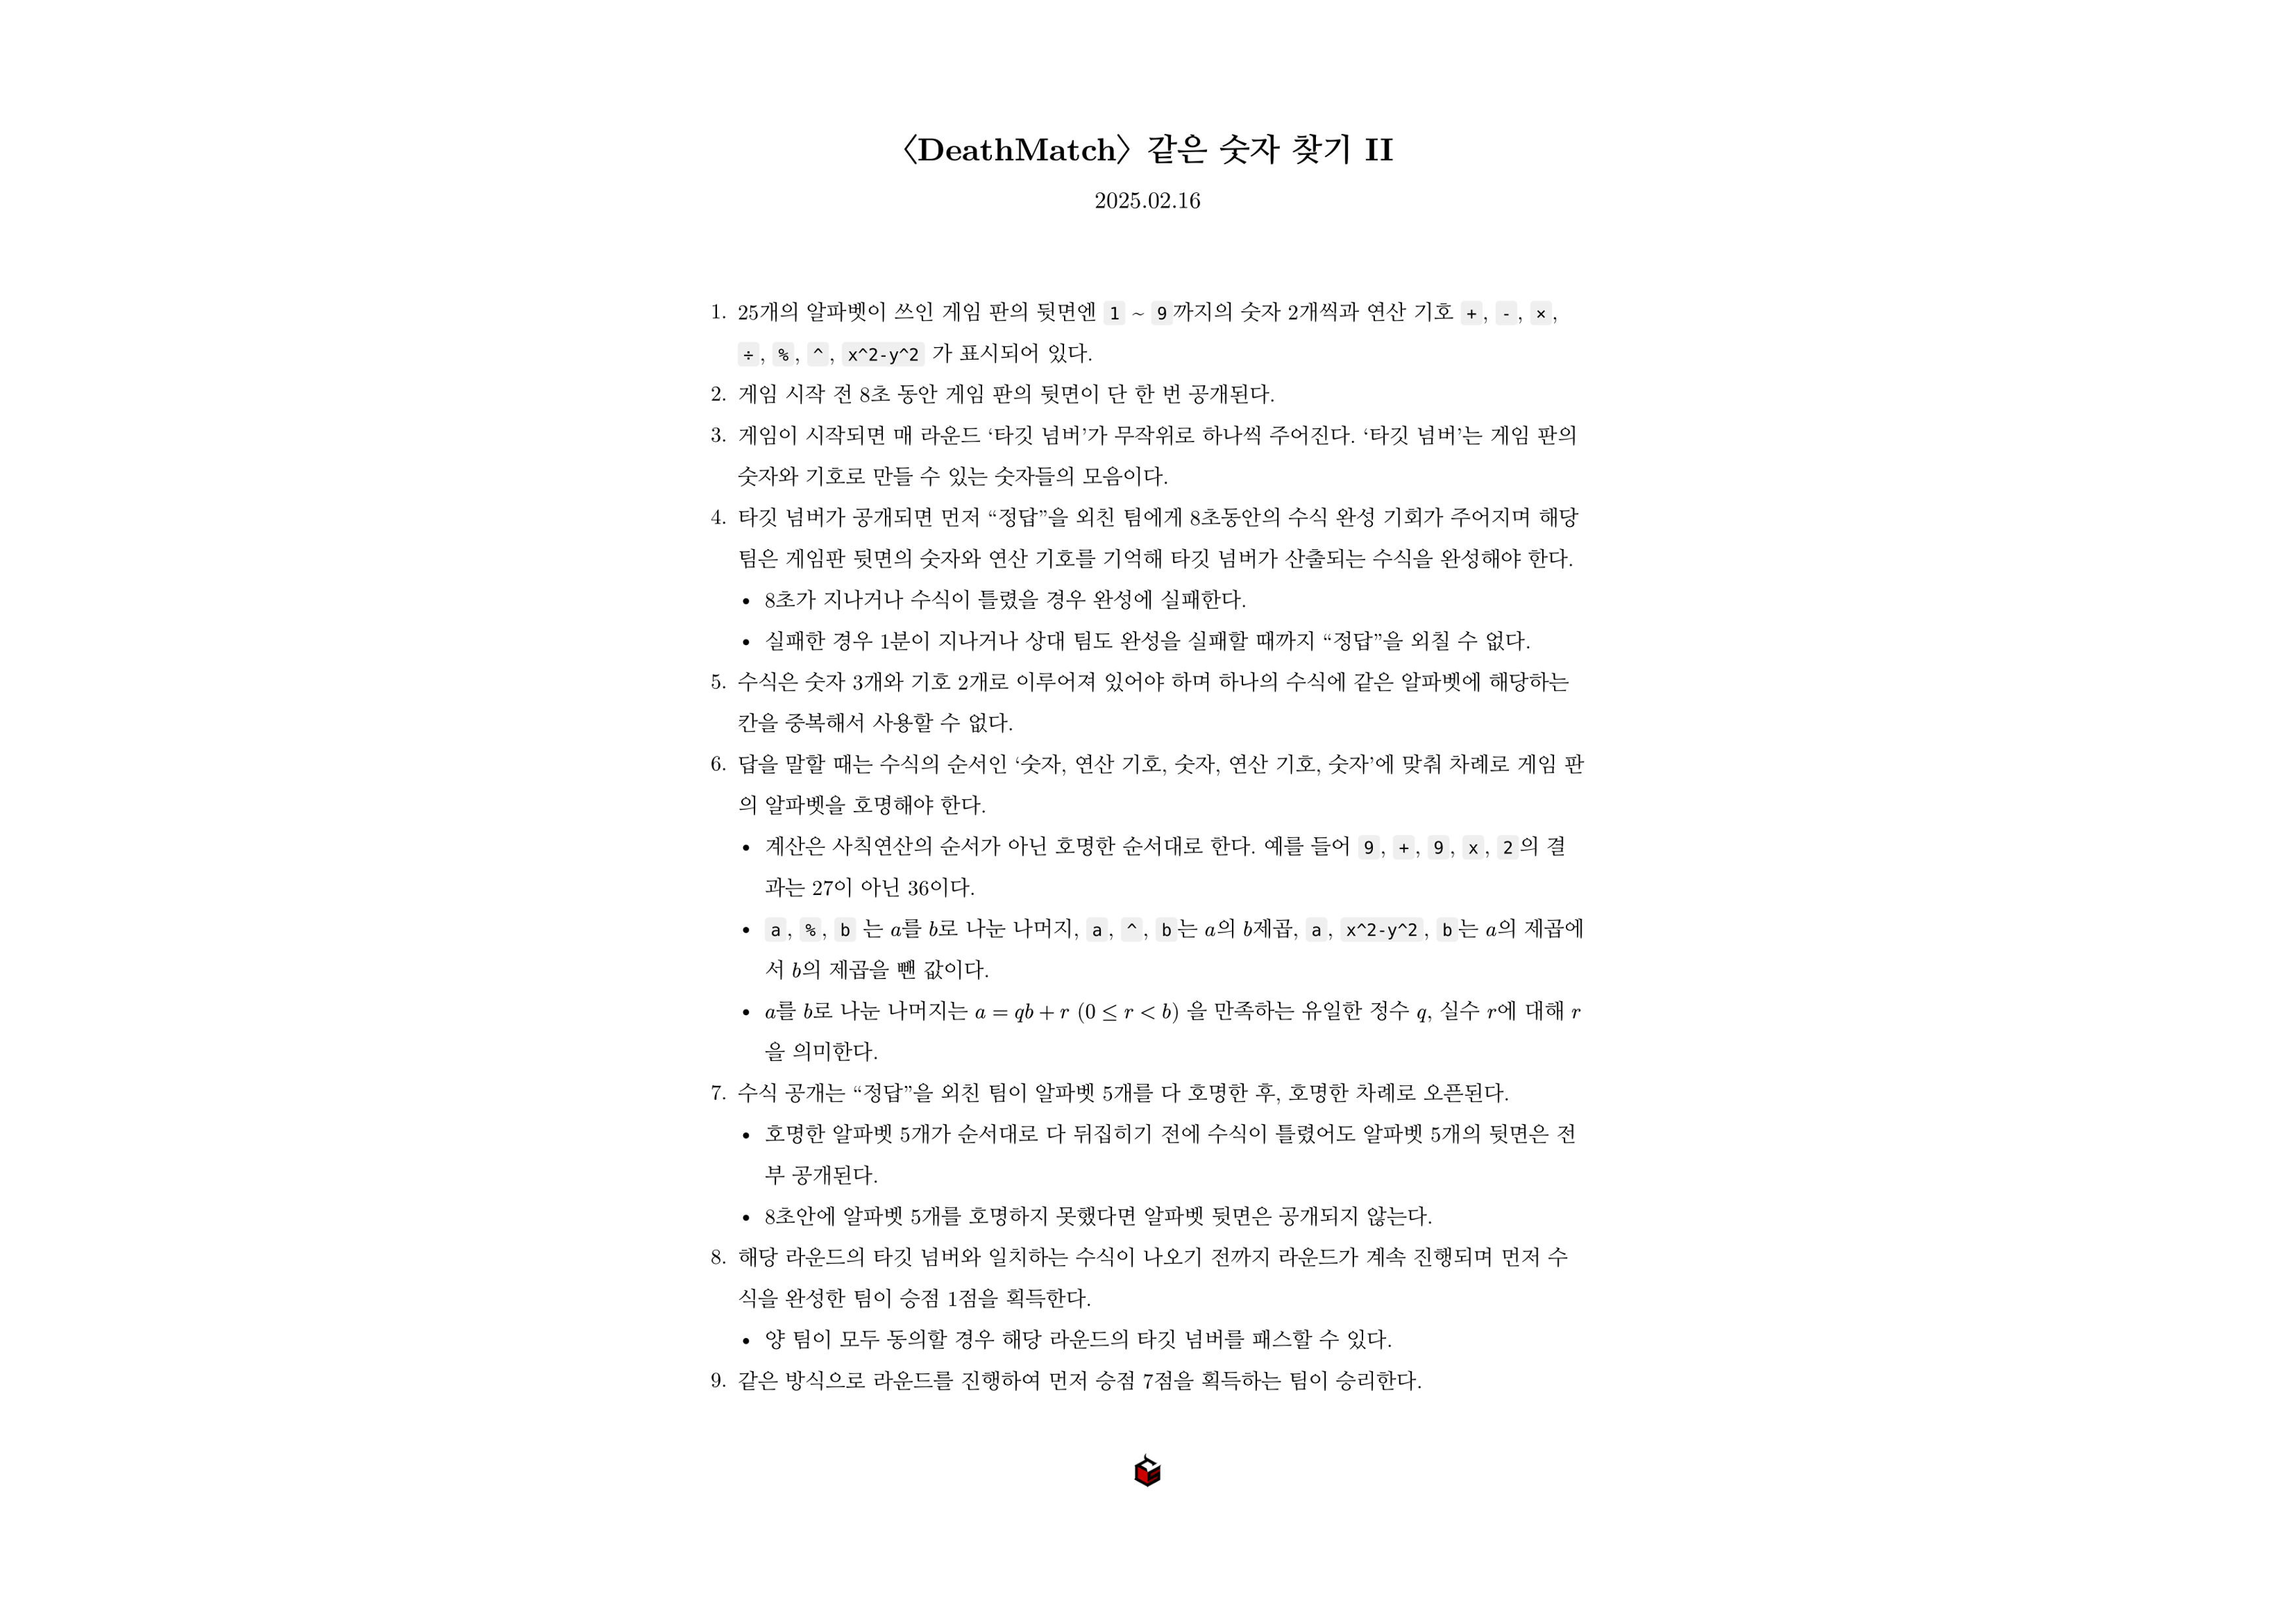 〈DeathMatch〉 같은 숫자 찾기 II
2025.02.16
1. 25개의 알파벳이 쓰인 게임 판의 뒷면엔 1 ~ 9까지의 숫자 2개씩과 연산 기호 +, -, ×,
÷, %, ^, x^2-y^2 가 표시되어 있다.
2. 게임 시작 전 8초 동안 게임 판의 뒷면이 단 한 번 공개된다.
3. 게임이 시작되면 매 라운드 ‘타깃 넘버’가 무작위로 하나씩 주어진다. ‘타깃 넘버’는 게임 판의
숫자와 기호로 만들 수 있는 숫자들의 모음이다.
4. 타깃 넘버가 공개되면 먼저 “정답”을 외친 팀에게 8초동안의 수식 완성 기회가 주어지며 해당
팀은 게임판 뒷면의 숫자와 연산 기호를 기억해 타깃 넘버가 산출되는 수식을 완성해야 한다.
• 8초가 지나거나 수식이 틀렸을 경우 완성에 실패한다.
• 실패한 경우 1분이 지나거나 상대 팀도 완성을 실패할 때까지 “정답”을 외칠 수 없다.
5. 수식은 숫자 3개와 기호 2개로 이루어져 있어야 하며 하나의 수식에 같은 알파벳에 해당하는
칸을 중복해서 사용할 수 없다.
6. 답을 말할 때는 수식의 순서인 ‘숫자, 연산 기호, 숫자, 연산 기호, 숫자’에 맞춰 차례로 게임 판
의 알파벳을 호명해야 한다.
• 계산은 사칙연산의 순서가 아닌 호명한 순서대로 한다. 예를 들어 9, +, 9, x, 2의 결
과는 27이 아닌 36이다.
• a, %, b 는 a를 b로 나눈 나머지, a, ^, b는 a의 b제곱, a, x^2-y^2, b는 a의 제곱에
서 b의 제곱을 뺀 값이다.
• a를 b로 나눈 나머지는 a = qb + r (0 ≤ r < b) 을 만족하는 유일한 정수 q, 실수 r에 대해 r
을 의미한다.
7. 수식 공개는 “정답”을 외친 팀이 알파벳 5개를 다 호명한 후, 호명한 차례로 오픈된다.
• 호명한 알파벳 5개가 순서대로 다 뒤집히기 전에 수식이 틀렸어도 알파벳 5개의 뒷면은 전
부 공개된다.
• 8초안에 알파벳 5개를 호명하지 못했다면 알파벳 뒷면은 공개되지 않는다.
8. 해당 라운드의 타깃 넘버와 일치하는 수식이 나오기 전까지 라운드가 계속 진행되며 먼저 수
식을 완성한 팀이 승점 1점을 획득한다.
• 양 팀이 모두 동의할 경우 해당 라운드의 타깃 넘버를 패스할 수 있다.
9. 같은 방식으로 라운드를 진행하여 먼저 승점 7점을 획득하는 팀이 승리한다.